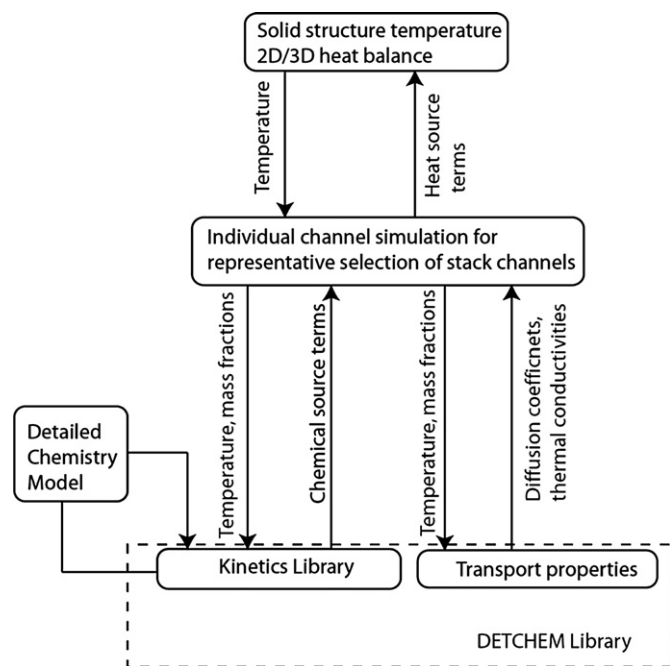 Solid structure temperature
2D/3D heat balance
Temperature
Heat source
terms
Individual channel simulation for
representative selection of stack channels
Temperature, mass fractions
Chemical source terms
Temperature, mass fractions
Diffusion coefficnets,
thermal conductivities
Detailed
Chemistry
Model
Kinetics Library
Transport properties
DETCHEM Library